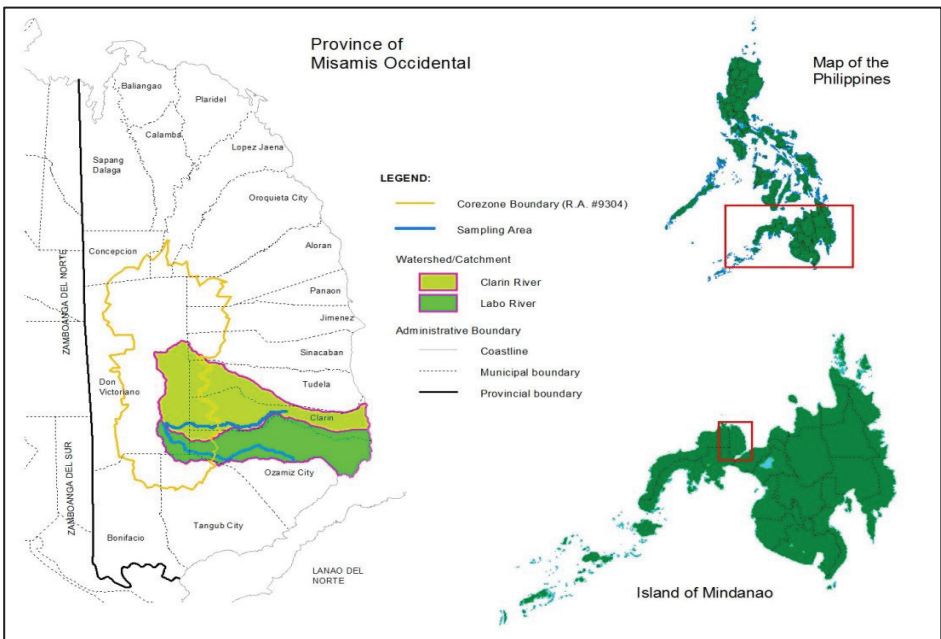 Province of
Misamis Occidental
Map of the
Philippines
Baliangao
Plaridel
Calamba
Lopez Jaena
Sapang
Dalaga
Oroquieta City
Concepcion
Aloran
Panaon
Jimenez
Sinacaban
Tudela
Don
Victoriano
Clarin
Ozamiz City
Tangub City
Bonifacio
LANAO DEL
NORTE
ZAMBOANGA DEL NORTE
ZAMBOANGA DEL SUR
LEGEND:
Corezone Boundary (R.A. #9304)
Sampling Area
Watershed/Catchment
Clarin River
Labo River
Administrative Boundary
Coastline
Municipal boundary
Provincial boundary
Island of Mindanao